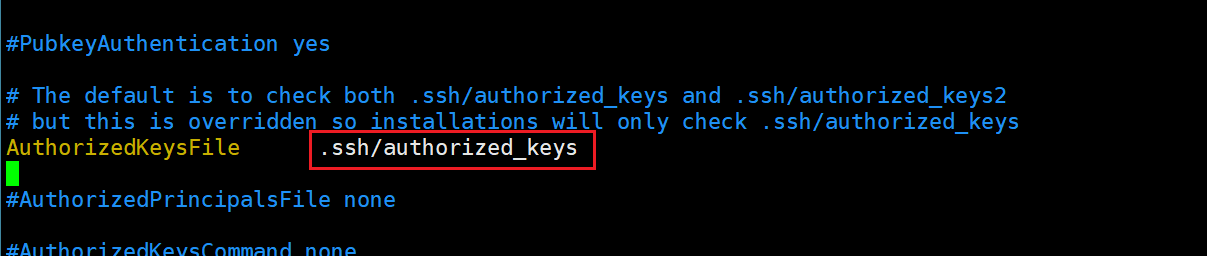 #PubkeyAuthentication yes
# The default is to check both .ssh/authorized_keys and .ssh/authorized_keys2
# but this is overridden so installations will only check .ssh/authorized_keys
AuthorizedKeysFile .ssh/authorized_keys
#AuthorizedPrincipalsFile none
#AuthorizedKeysCommand none